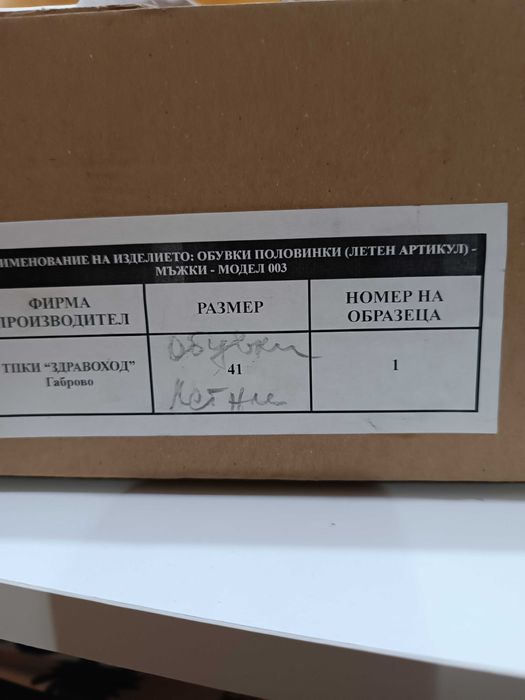 ИМЕНОВАНИЕ НА ИЗДЕЛИЕТО: ОБУВКИ ПОЛОВИНКИ (ЛЕТЕН АРТИКУЛ) -
МЪЖКИ - МОДЕЛ 003
ФИРМА
ПРОИЗВОДИТЕЛ
РАЗМЕР
НОМЕР НА
ОБРАЗЕЦА
ТПКИ “ЗДРАВОХОД”
Габрово
обувки
41
летни
1